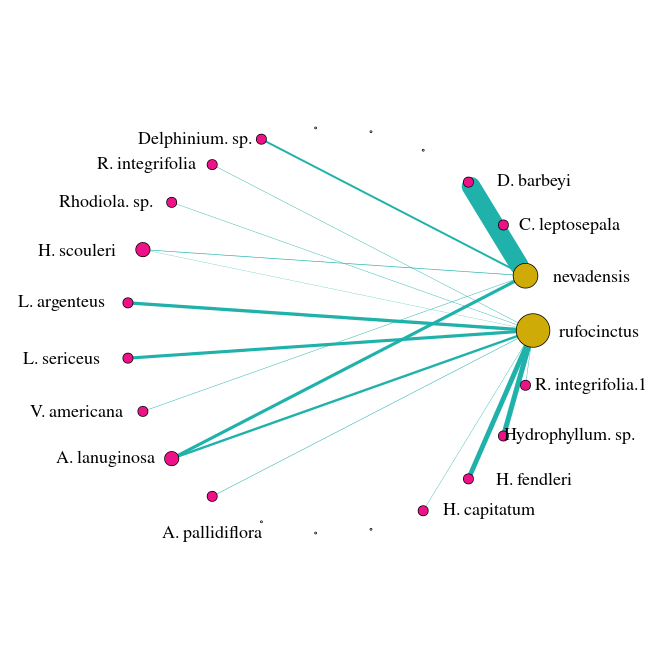 Delphinium. sp.
R. integrifolia
D. barbeyi
Rhodiola. sp.
C. leptosepala
H. scouleri
nevadensis
L. argenteus
rufocinctus
L. sericeus
R. integrifolia.1
V. americana
Hydrophyllum. sp.
A. lanuginosa
H. fendleri
H. capitatum
A. pallidiflora